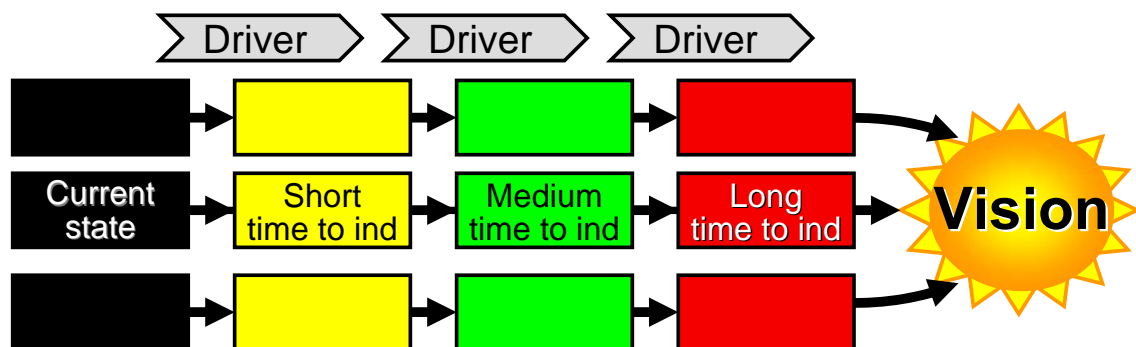 Driver Driver Driver
Current Short Medium Long
state time to ind time to ind time to ind
Vision